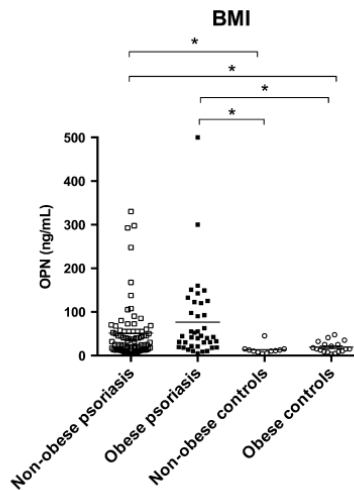 BMI
*
*
*
*
500
400
300
200
100
0
OPN (ng/mL)
Non-obese psoriasis
Obese psoriasis
Non-obese controls
Obese controls